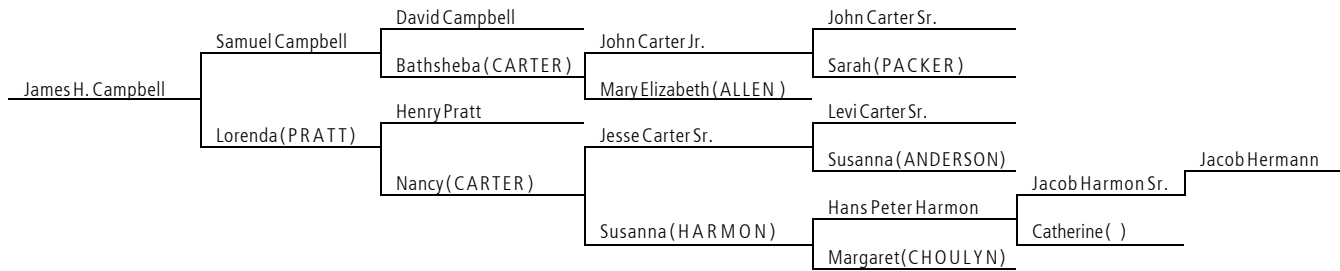 David Campbell
John Carter Sr.
Samuel Campbell
John Carter Jr.
Bathsheba (CARTER)
Sarah (PACKER)
James H. Campbell
Mary Elizabeth (ALLEN )
Henry Pratt
Levi Carter Sr.
Lorenda (PRATT)
Jesse Carter Sr.
Susanna (ANDERSON)
Jacob Hermann
Nancy (CARTER)
Jacob Harmon Sr.
Hans Peter Harmon
Susanna (HARMON)
Catherine ( )
Margaret (CHOULYN)